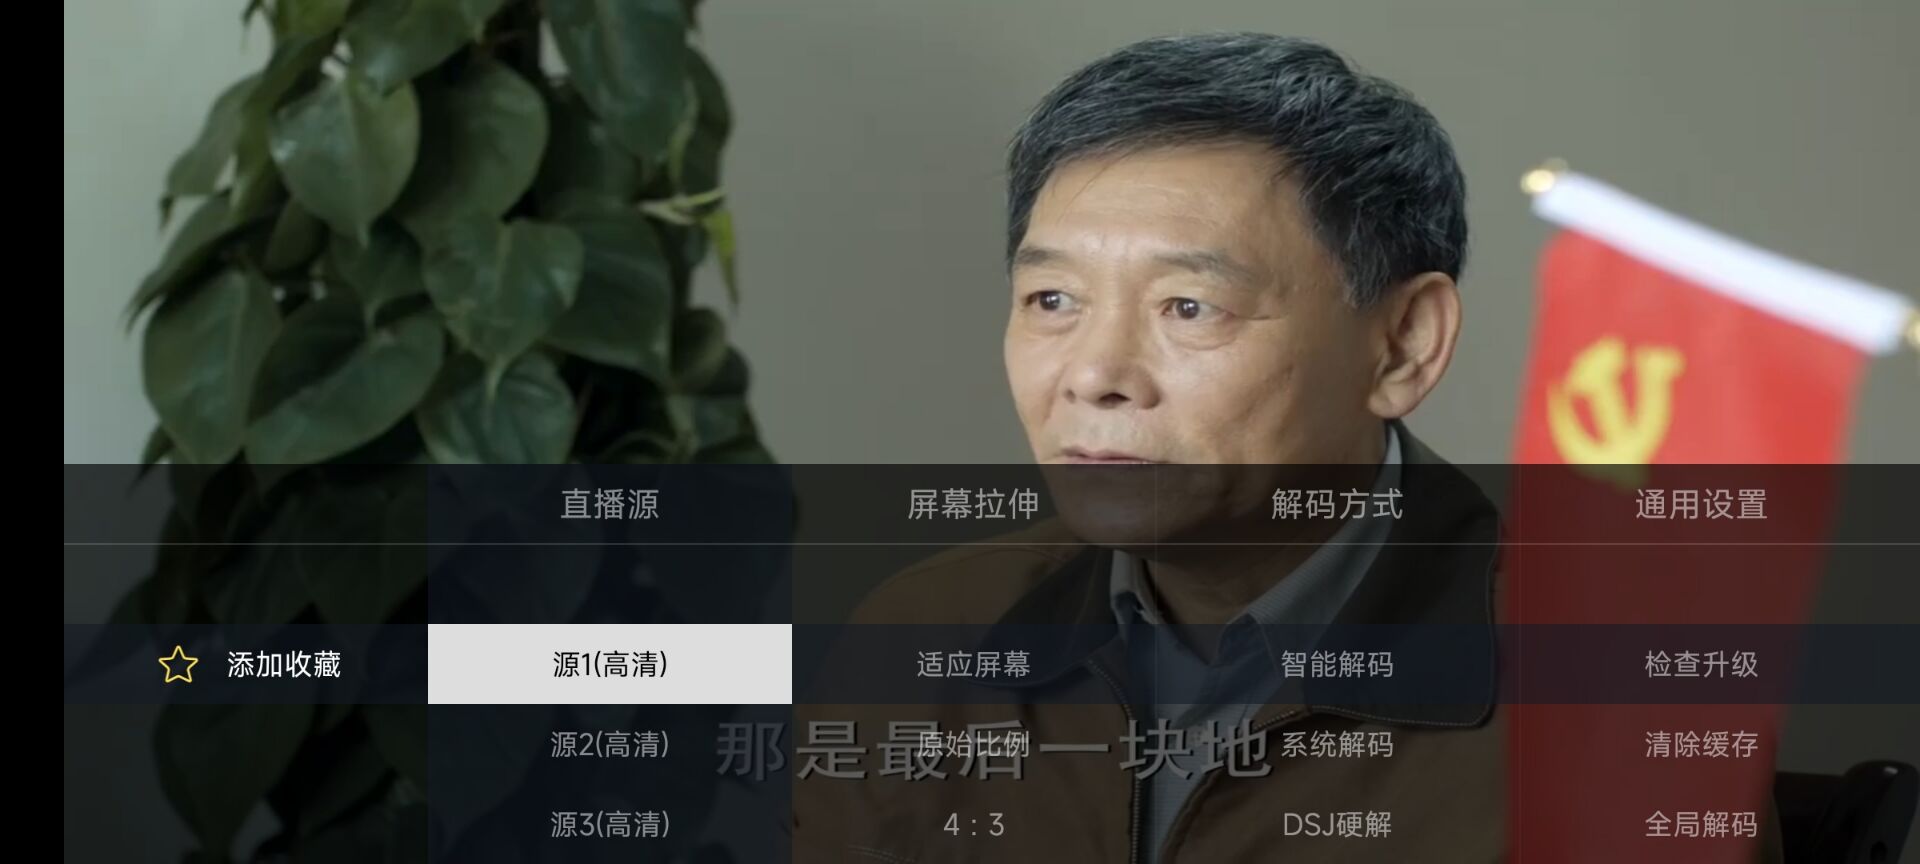 直播源 屏幕拉伸 解码方式 通用设置
添加收藏 源1(高清) 适应屏幕 智能解码 检查升级
源2(高清) 原始比例 系统解码 清除缓存
那是最后一块地
源3(高清) 4:3 DSJ硬解 全局解码